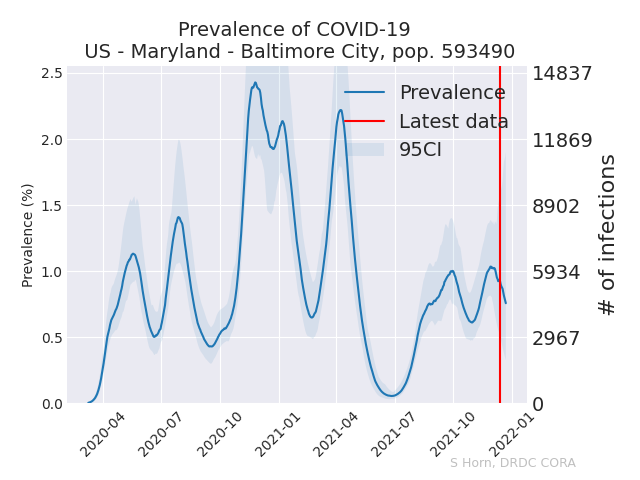 Prevalence of COVID-19
US - Maryland - Baltimore City, pop. 593490
Prevalence
Latest data
95CI
2.5
2.0
1.5
1.0
0.5
0.0
Prevalence (%)
14837
11869
8902
5934
2967
0
# of infections
2020-04
2020-07
2020-10
2021-01
2021-04
2021-07
2021-10
2022-01
S Horn, DRDC CORA